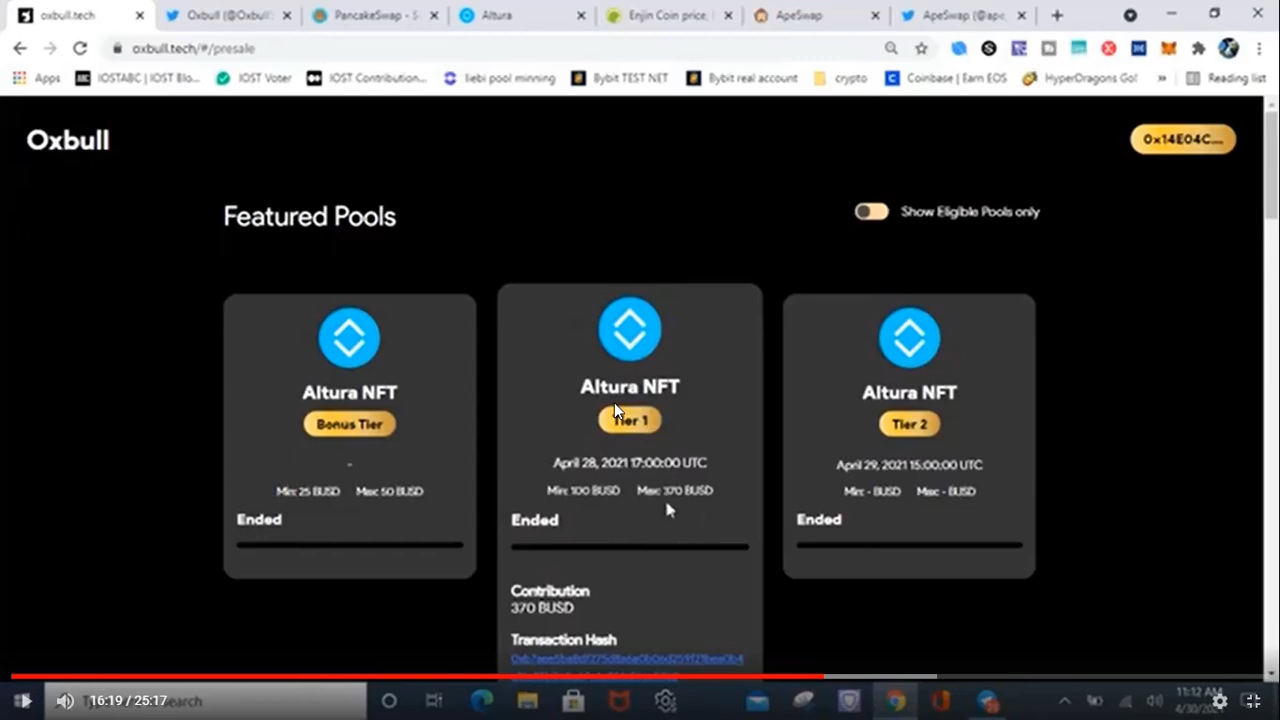 oxbull.tech
Oxbull (@Oxbull
PancakeSwap - S
Altura
Enjin Coin price,
ApeSwap
ApeSwap (@ape_
oxbull.tech/#/presale
Apps
IOSTABC | IOST Blo...
IOST Voter
IOST Contribution...
liebi pool minning
Bybit TEST NET
Bybit real account
crypto
Coinbase | Earn EOS
HyperDragons Go!
»
Reading list
Oxbull
0x14E04C...
Featured Pools
Show Eligible Pools only
Altura NFT
Bonus Tier
-
Min: 25 BUSD Max: 50 BUSD
Ended
Altura NFT
Tier 1
April 28, 2021 17:00:00 UTC
Min: 100 BUSD Max: 370 BUSD
Ended
Contribution
370 BUSD
Transaction Hash
Altura NFT
Tier 2
April 29, 2021 15:00:00 UTC
Min: - BUSD Max: - BUSD
Ended
16:19 / 25:17
search
11:12 AM